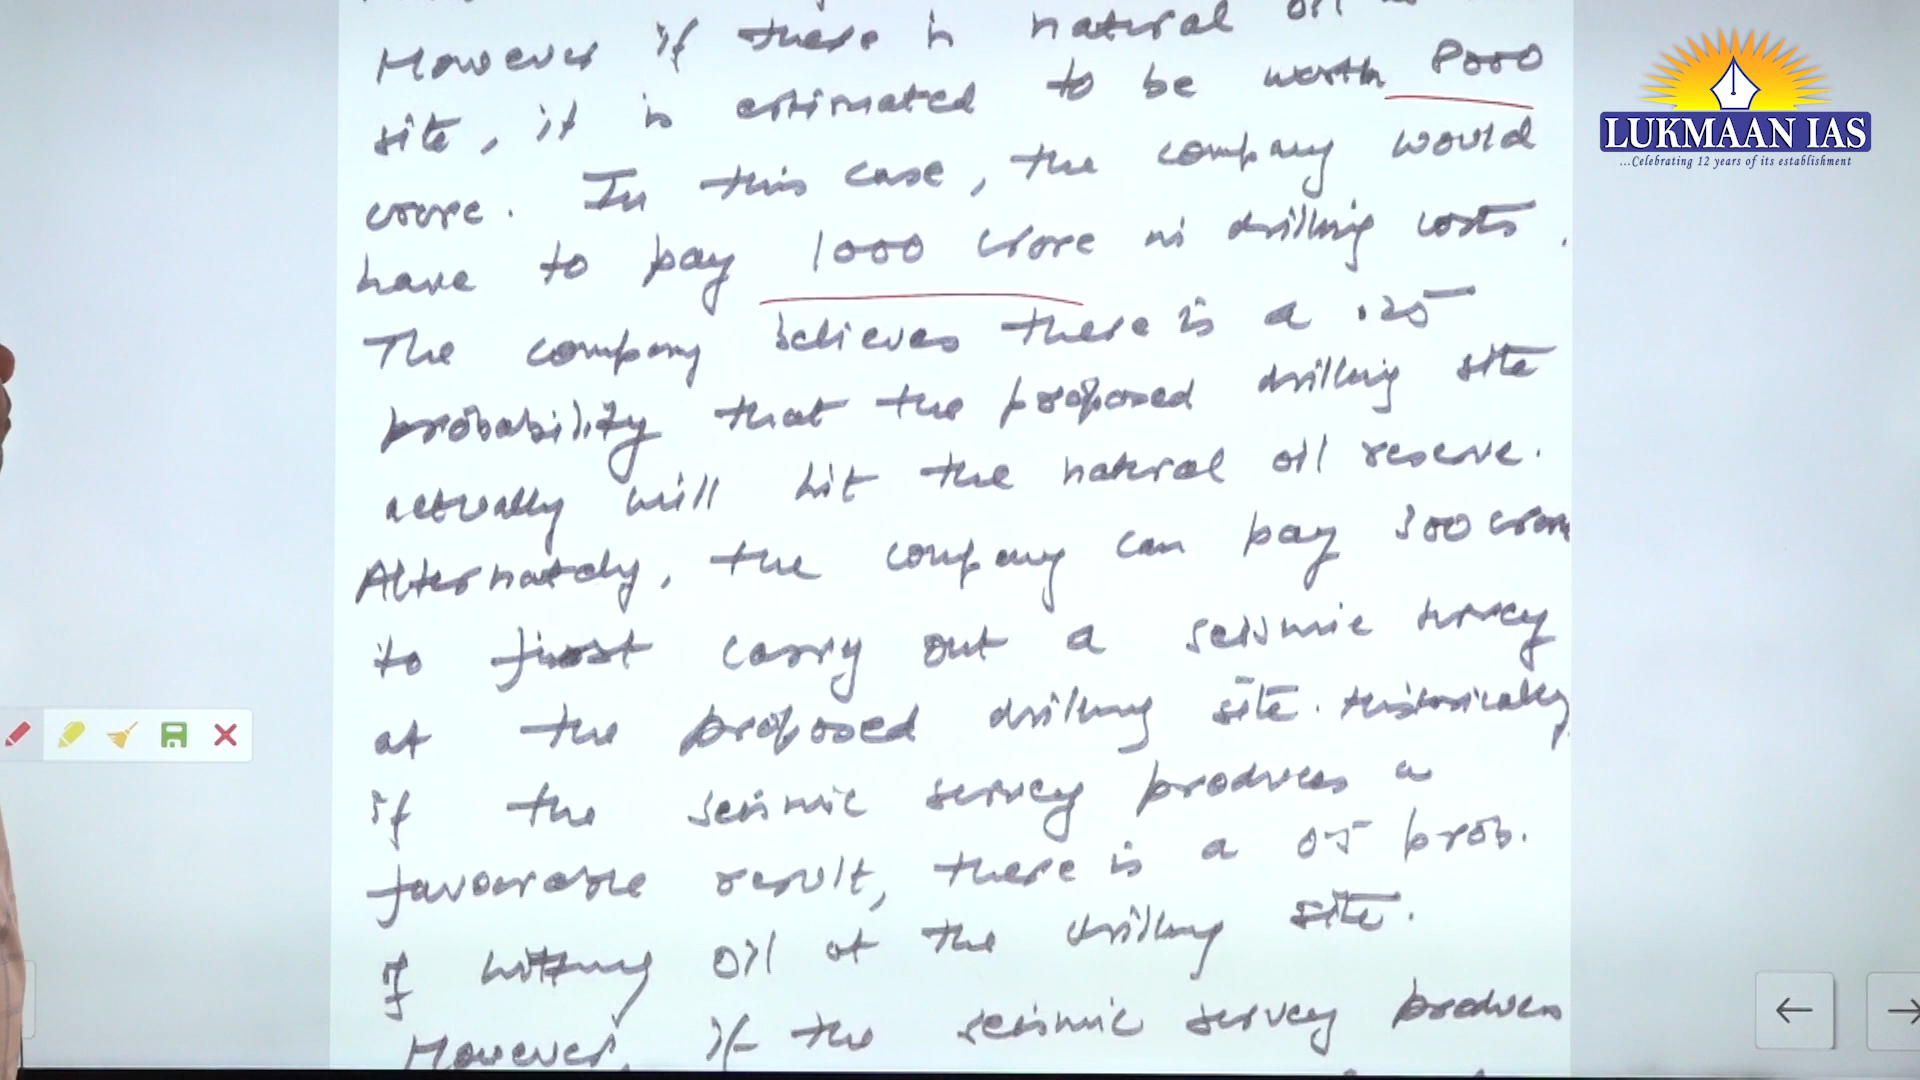 However if there is natural oil
site, it is estimated to be worth 8000
crore. In this case, the company would
have to pay 1000 crore in drilling costs.
The company believes there is a .25
probability that the proposed drilling site
actually will hit the natural oil reserve.
Alternately, the company can pay 300 crore
to first carry out a seismic survey
at the proposed drilling site. Historically,
if the seismic survey produces a
favourable result, there is a 05 prob.
of hitting oil at the drilling site.
However, if the seismic survey produces
LUKMAAN IAS
...Celebrating 12 years of its establishment